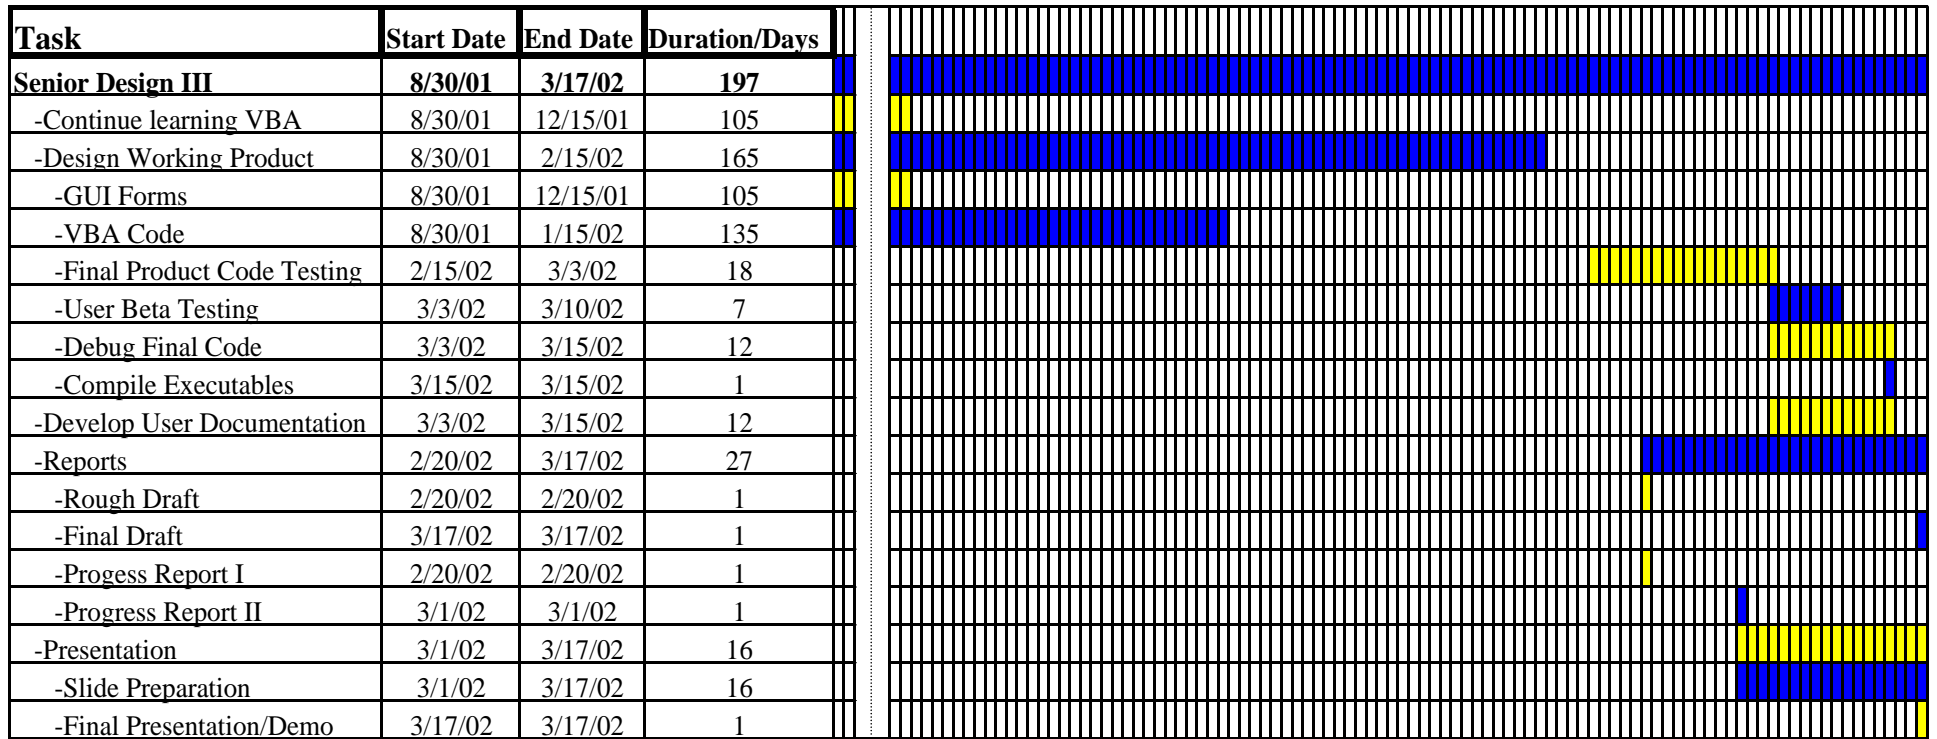 Task Start Date End Date Duration/Days
Senior Design III 8/30/01 3/17/02 197
-Continue learning VBA 8/30/01 12/15/01 105
-Design Working Product 8/30/01 2/15/02 165
-GUI Forms 8/30/01 12/15/01 105
-VBA Code 8/30/01 1/15/02 135
-Final Product Code Testing 2/15/02 3/3/02 18
-User Beta Testing 3/3/02 3/10/02 7
-Debug Final Code 3/3/02 3/15/02 12
-Compile Executables 3/15/02 3/15/02 1
-Develop User Documentation 3/3/02 3/15/02 12
-Reports 2/20/02 3/17/02 27
-Rough Draft 2/20/02 2/20/02 1
-Final Draft 3/17/02 3/17/02 1
-Progess Report I 2/20/02 2/20/02 1
-Progress Report II 3/1/02 3/1/02 1
-Presentation 3/1/02 3/17/02 16
-Slide Preparation 3/1/02 3/17/02 16
-Final Presentation/Demo 3/17/02 3/17/02 1